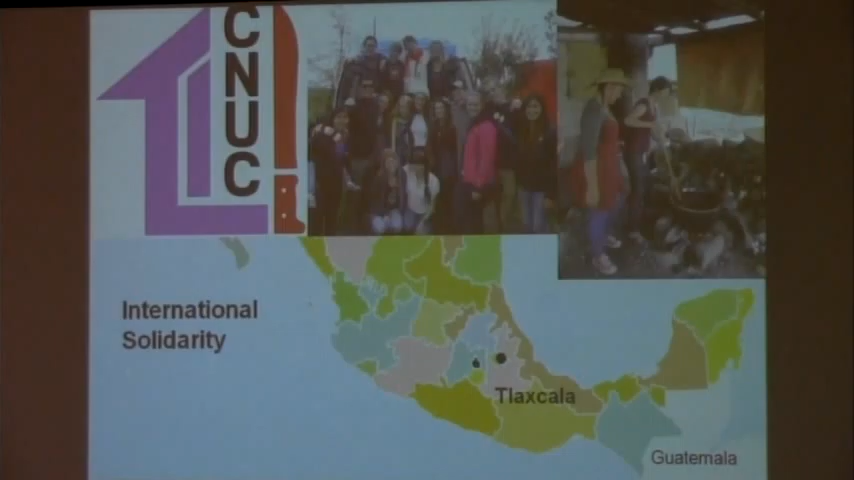 CNUC
International
Solidarity
Tlaxcala
Guatemala